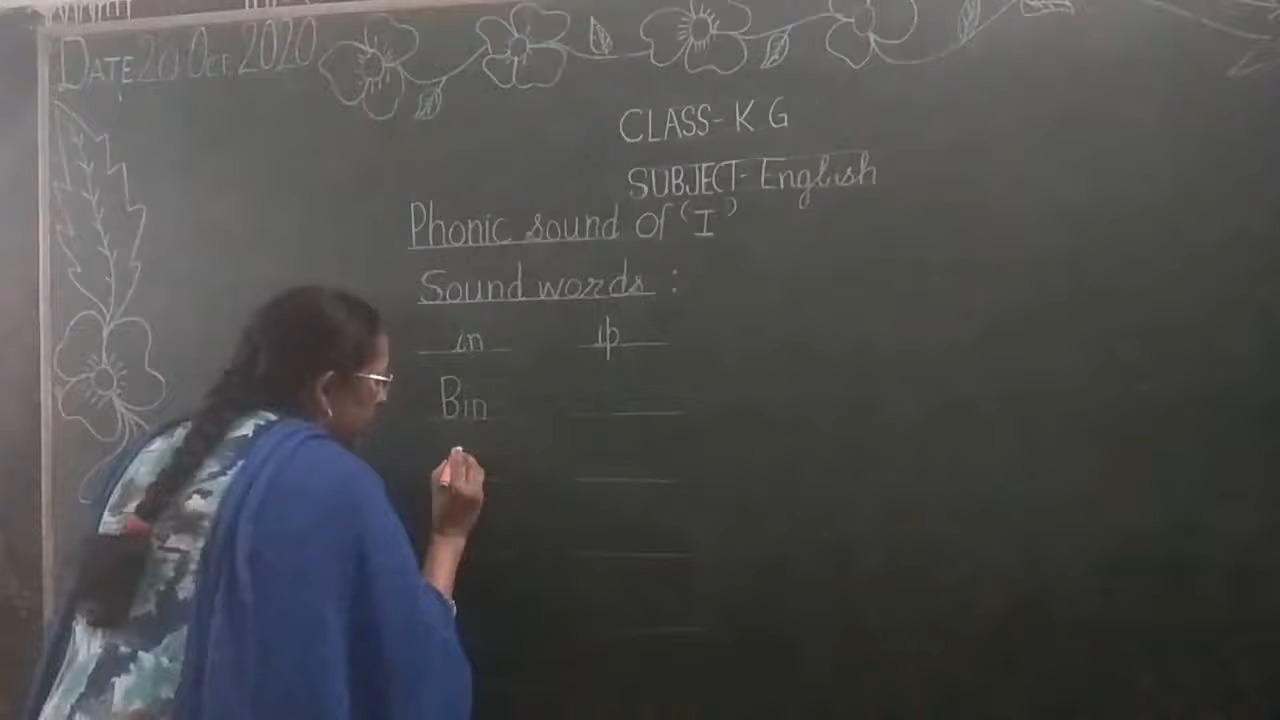 DATE 20 Oct. 2020
CLASS- K G
SUBJECT- English
Phonic sound of 'I'
Sound words :
in ip
Bin